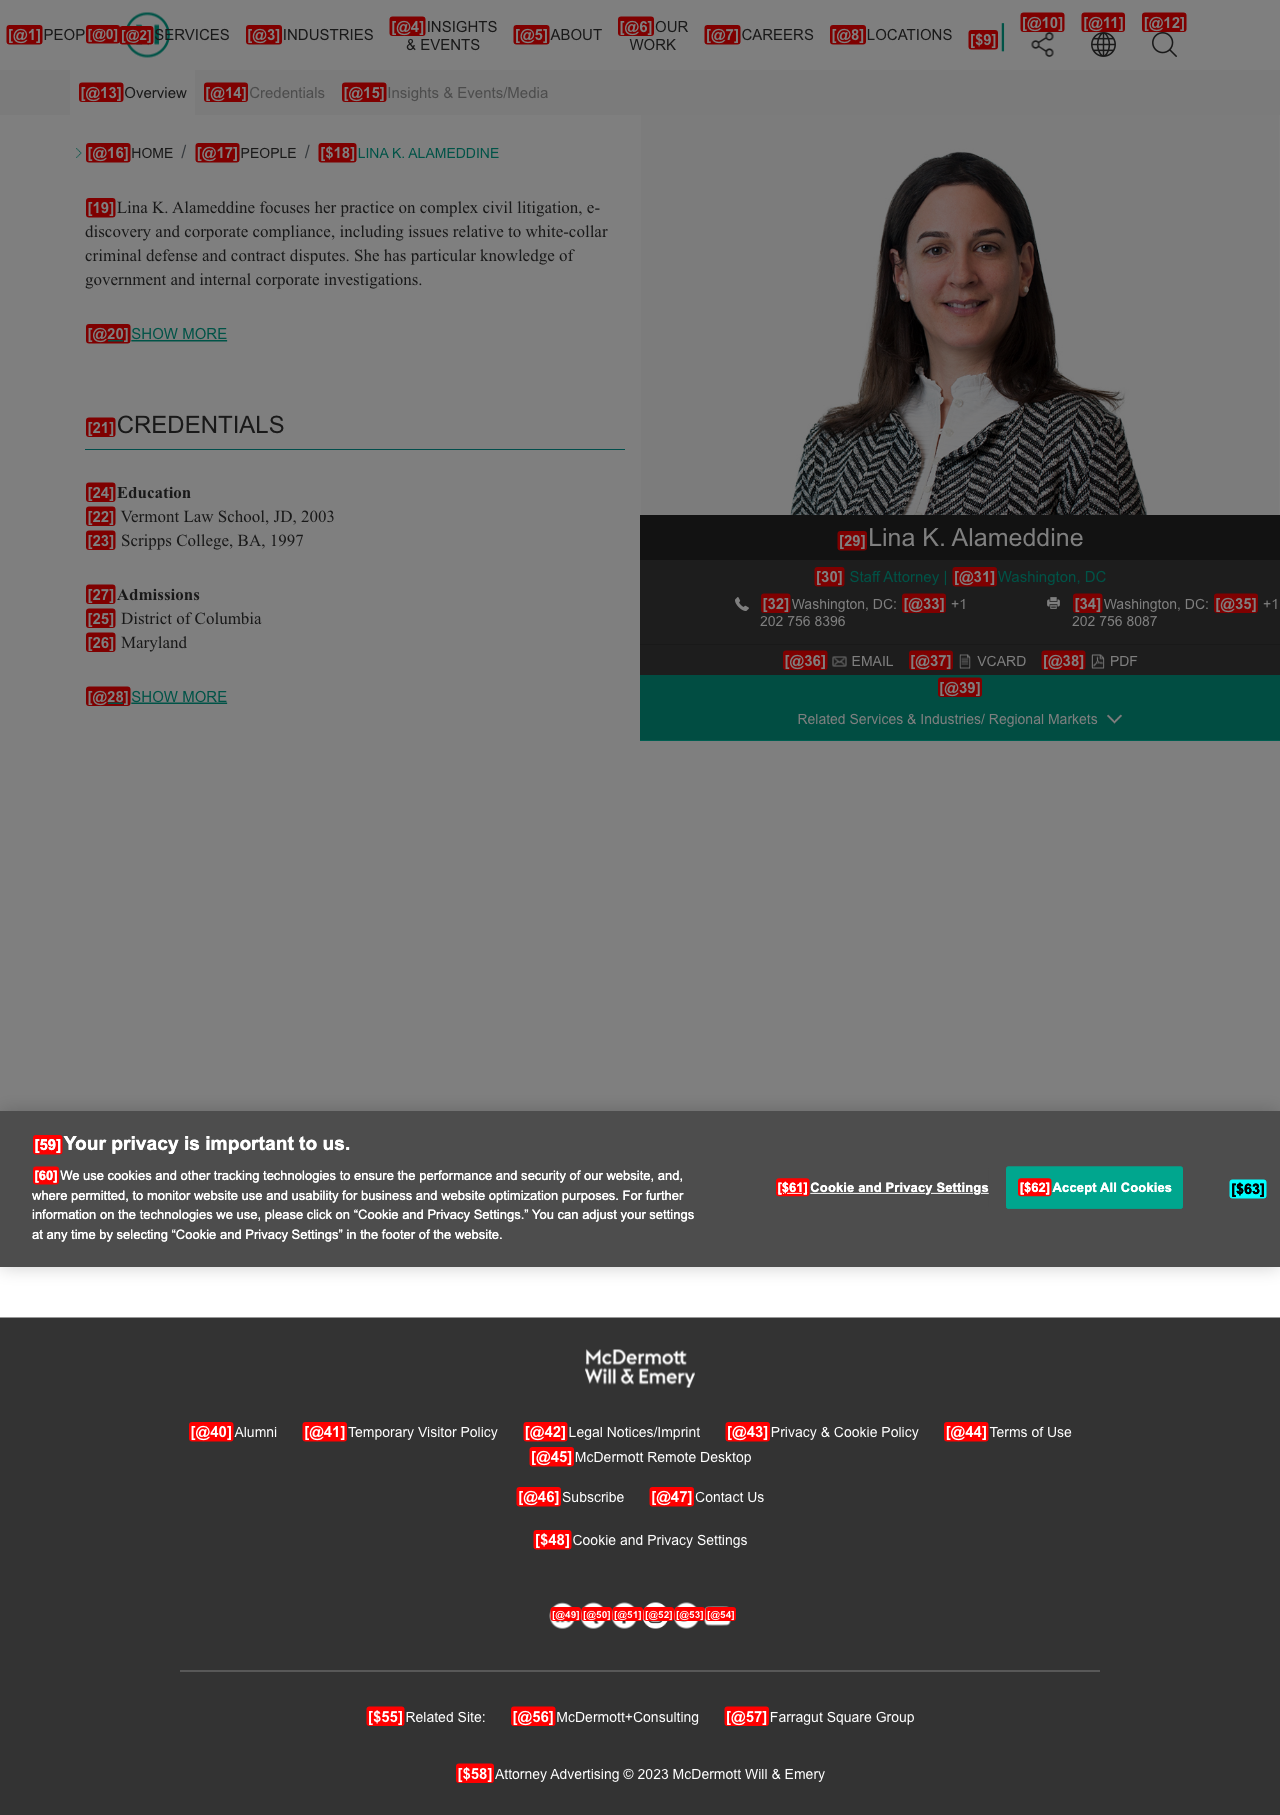 [@1]PEOP [@0] [@2]SERVICES [@3]INDUSTRIES [@4]INSIGHTS & EVENTS [@5]ABOUT [@6]OUR WORK [@7]CAREERS [@8]LOCATIONS [$9] [@10] [@11] [@12]
[@13]Overview [@14]Credentials [@15]Insights & Events/Media
[@16]HOME / [@17]PEOPLE / [$18]LINA K. ALAMEDDINE
[19]Lina K. Alameddine focuses her practice on complex civil litigation, e-
discovery and corporate compliance, including issues relative to white-collar
criminal defense and contract disputes. She has particular knowledge of
government and internal corporate investigations.
[@20]SHOW MORE
[21]CREDENTIALS
[24]Education
[22] Vermont Law School, JD, 2003
[23] Scripps College, BA, 1997
[27]Admissions
[25] District of Columbia
[26] Maryland
[@28]SHOW MORE
[29]Lina K. Alameddine
[30] Staff Attorney | [@31]Washington, DC
[32]Washington, DC: [@33] +1
202 756 8396
[34]Washington, DC: [@35] +1
202 756 8087
[@36] EMAIL [@37] VCARD [@38] PDF
[@39]
Related Services & Industries/ Regional Markets
[59]Your privacy is important to us.
[60]We use cookies and other tracking technologies to ensure the performance and security of our website, and,
where permitted, to monitor website use and usability for business and website optimization purposes. For further
information on the technologies we use, please click on “Cookie and Privacy Settings.” You can adjust your settings
at any time by selecting “Cookie and Privacy Settings” in the footer of the website.
[$61]Cookie and Privacy Settings [$62]Accept All Cookies [$63]
McDermott
Will & Emery
[@40]Alumni [@41]Temporary Visitor Policy [@42]Legal Notices/Imprint [@43]Privacy & Cookie Policy [@44]Terms of Use
[@45]McDermott Remote Desktop
[@46]Subscribe [@47]Contact Us
[$48]Cookie and Privacy Settings
[@49] [@50] [@51] [@52] [@53] [@54]
[$55]Related Site: [@56]McDermott+Consulting [@57]Farragut Square Group
[$58]Attorney Advertising © 2023 McDermott Will & Emery